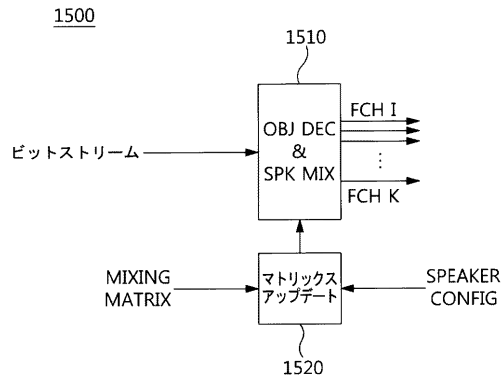 1500
1510
FCH I
OBJ DEC
&
SPK MIX
ビットストリーム
⋮
FCH K
MIXING
MATRIX
マトリックス
アップデート
SPEAKER
CONFIG
1520